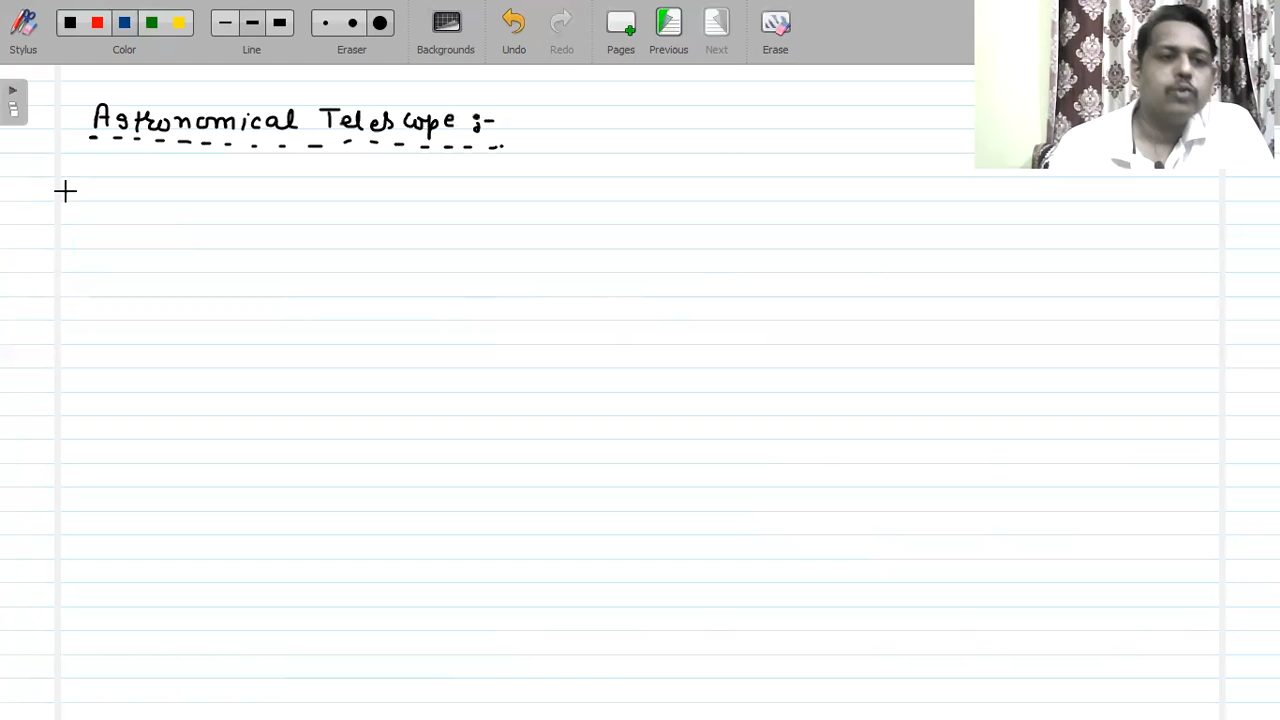 Stylus Color Line Eraser Backgrounds Undo Redo Pages Previous Next Erase
Astronomical Telescope :-